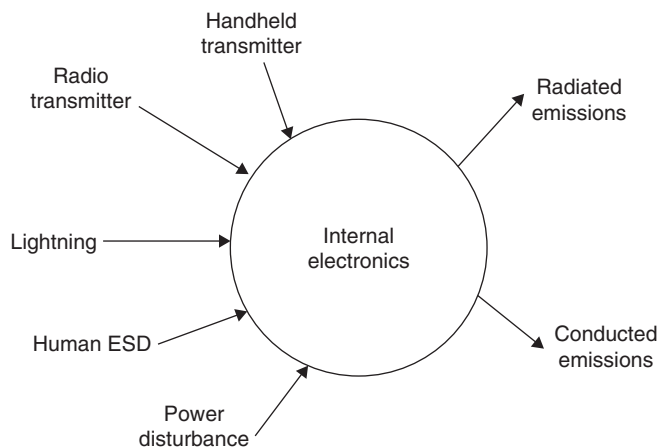 Handheld
transmitter
Radio
transmitter
Radiated
emissions
Lightning
Internal
electronics
Human ESD
Conducted
emissions
Power
disturbance